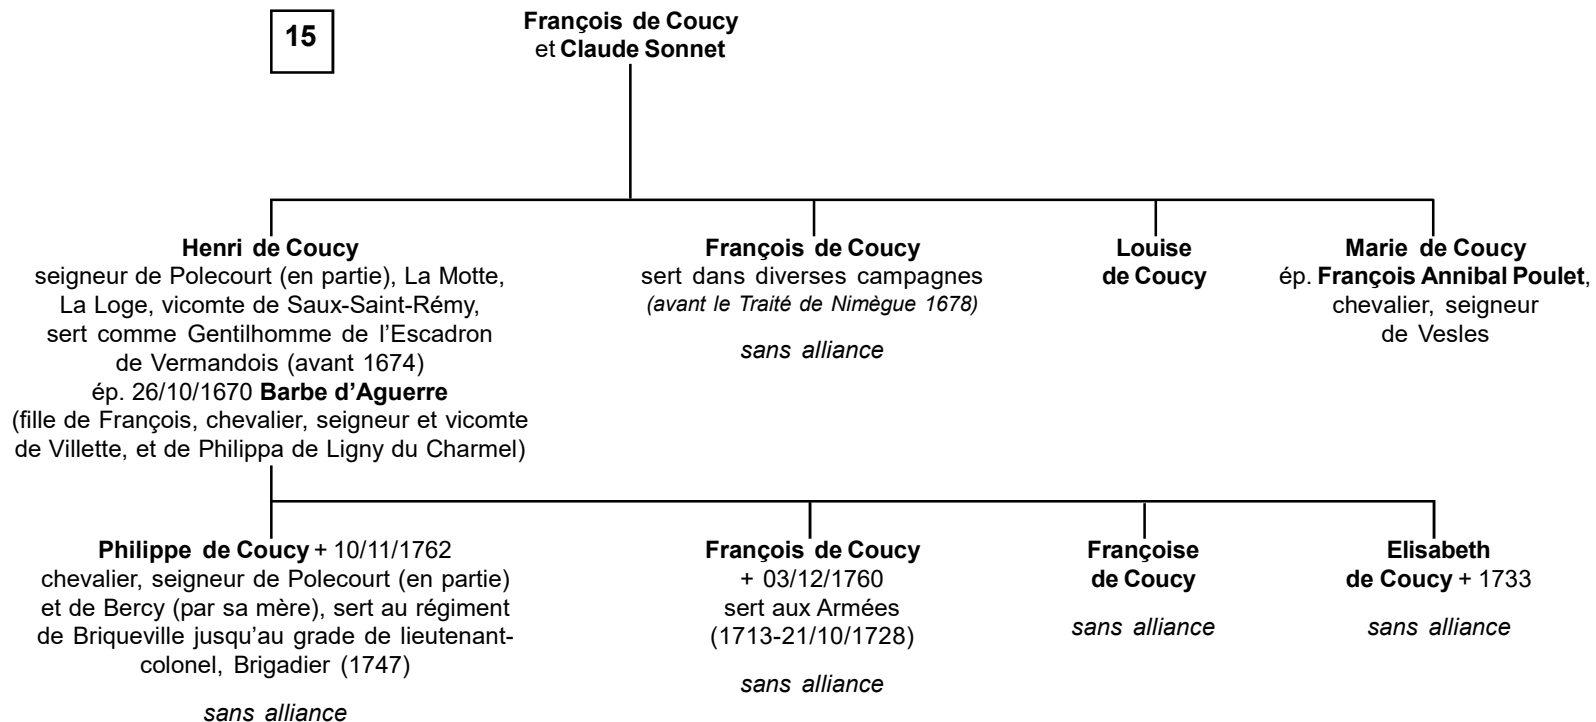 15
François de Coucy
et Claude Sonnet
Henri de Coucy
seigneur de Polecourt (en partie), La Motte,
La Loge, vicomte de Saux-Saint-Rémy,
sert comme Gentilhomme de l'Escadron
de Vermandois (avant 1674)
ép. 26/10/1670 Barbe d'Aguerre
(fille de François, chevalier, seigneur et vicomte
de Villette, et de Philippa de Ligny du Charmel)
François de Coucy
sert dans diverses campagnes
(avant le Traité de Nimègue 1678)
sans alliance
Louise
de Coucy
Marie de Coucy
ép. François Annibal Poulet,
chevalier, seigneur
de Vesles
Philippe de Coucy + 10/11/1762
chevalier, seigneur de Polecourt (en partie)
et de Bercy (par sa mère), sert au régiment
de Briqueville jusqu'au grade de lieutenant-
colonel, Brigadier (1747)
sans alliance
François de Coucy
+ 03/12/1760
sert aux Armées
(1713-21/10/1728)
sans alliance
Françoise
de Coucy
sans alliance
Elisabeth
de Coucy + 1733
sans alliance